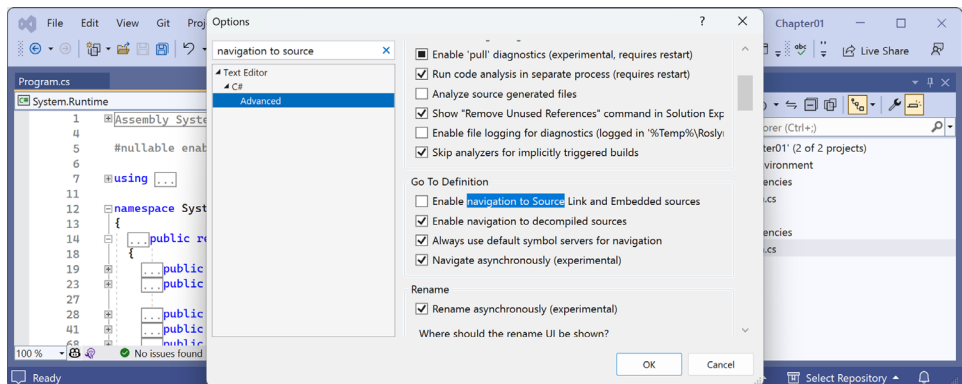 File Edit View Git Proj
Options
? ×
Chapter01
Live Share
Program.cs
System.Runtime
navigation to source
Text Editor
C#
Advanced
1 Assembly Syste
4
5 #nullable enab
6
7 using ...
11
12 namespace Syst
13 {
14 ...public re
18 {
19 ...public
23 ...public
27
28 ...public
41 ...public
68 public
100 %
No issues found
Ready
Enable 'pull' diagnostics (experimental, requires restart)
Run code analysis in separate process (requires restart)
Analyze source generated files
Show "Remove Unused References" command in Solution Exp
Enable file logging for diagnostics (logged in '%Temp%\Roslyn
Skip analyzers for implicitly triggered builds
Go To Definition
Enable navigation to Source Link and Embedded sources
Enable navigation to decompiled sources
Always use default symbol servers for navigation
Navigate asynchronously (experimental)
Rename
Rename asynchronously (experimental)
Where should the rename UI be shown?
OK Cancel
orer (Ctrl+;)
ter01' (2 of 2 projects)
vironment
encies
.cs
encies
.cs
Select Repository